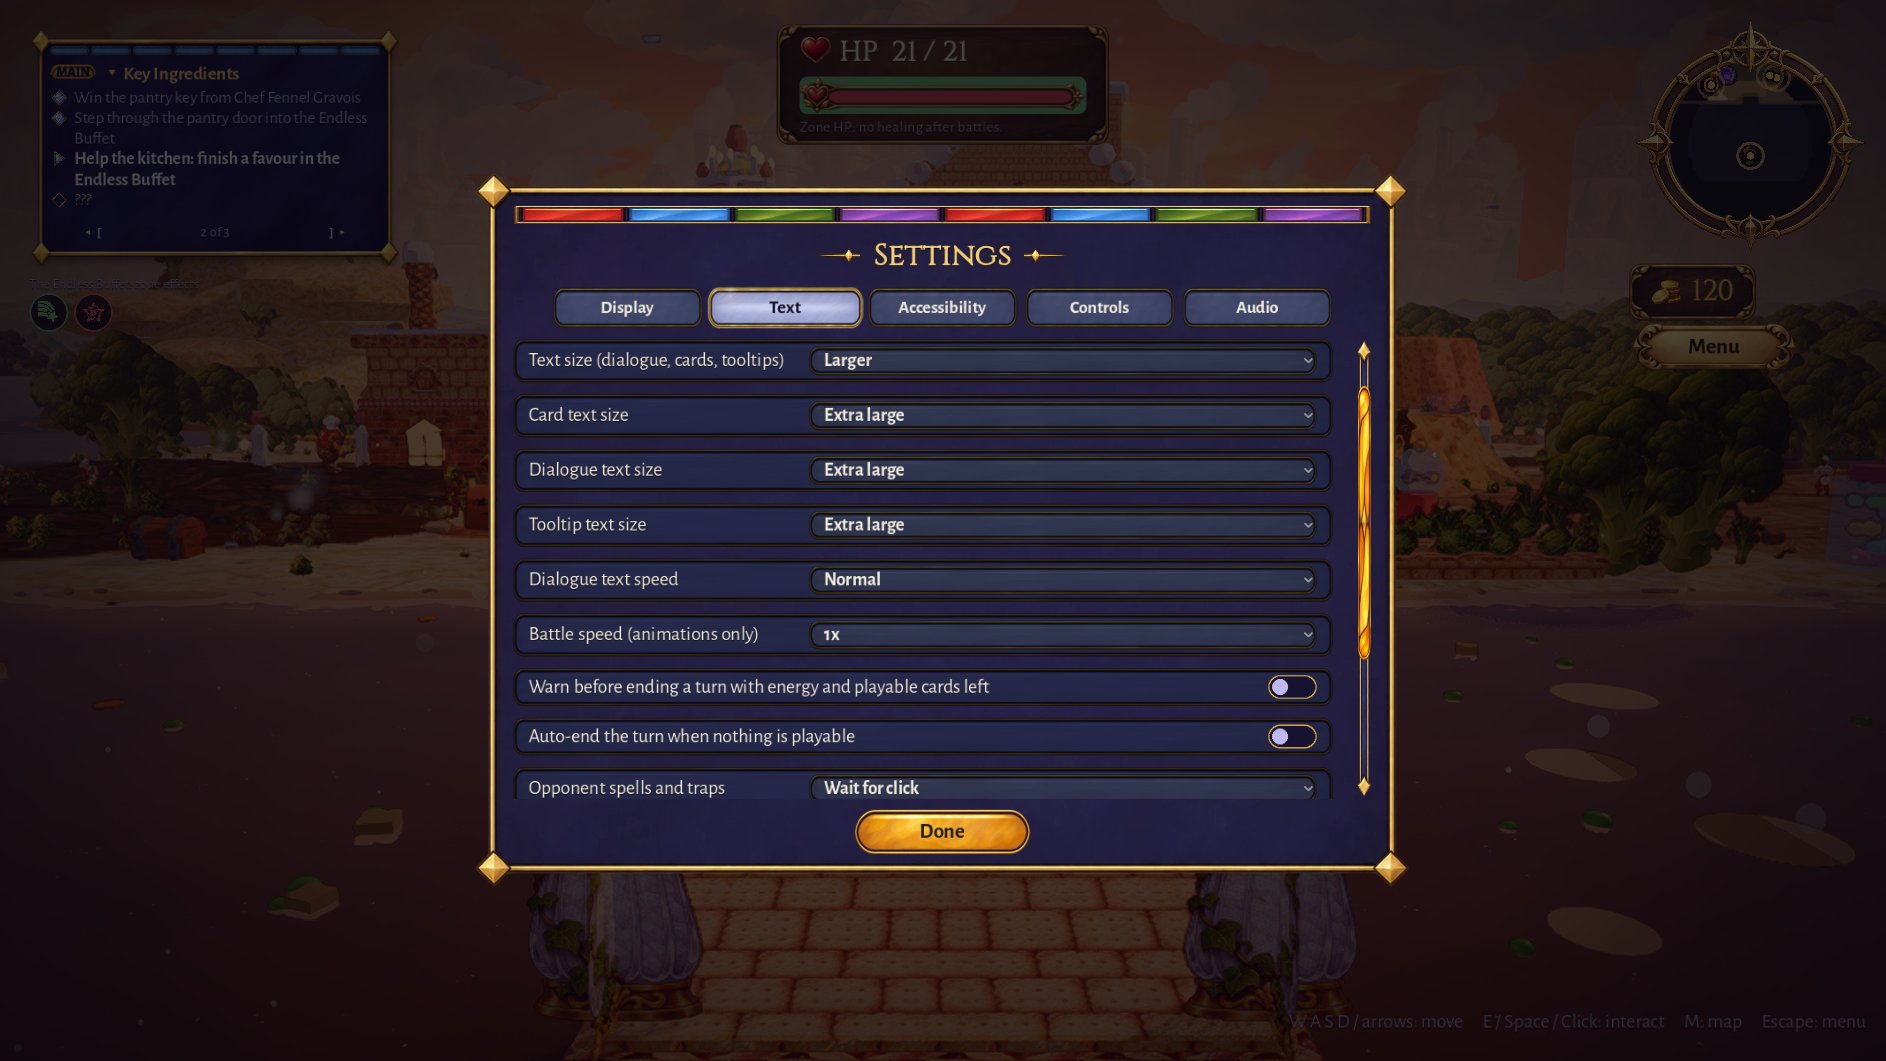 HP 21 / 21
Zone HP: no healing after battles.
MAIN ▾ Key Ingredients
Win the pantry key from Chef Fennel Gravois
Step through the pantry door into the Endless
Buffet
Help the kitchen: finish a favour in the
Endless Buffet
???
[ 2 of 3 ]
The Endless Buffet: zone effects
120
Menu
Settings
Display Text Accessibility Controls Audio
Text size (dialogue, cards, tooltips) Larger
Card text size Extra large
Dialogue text size Extra large
Tooltip text size Extra large
Dialogue text speed Normal
Battle speed (animations only) 1x
Warn before ending a turn with energy and playable cards left
Auto-end the turn when nothing is playable
Opponent spells and traps Wait for click
Done
W A S D / arrows: move E / Space / Click: interact M: map Escape: menu